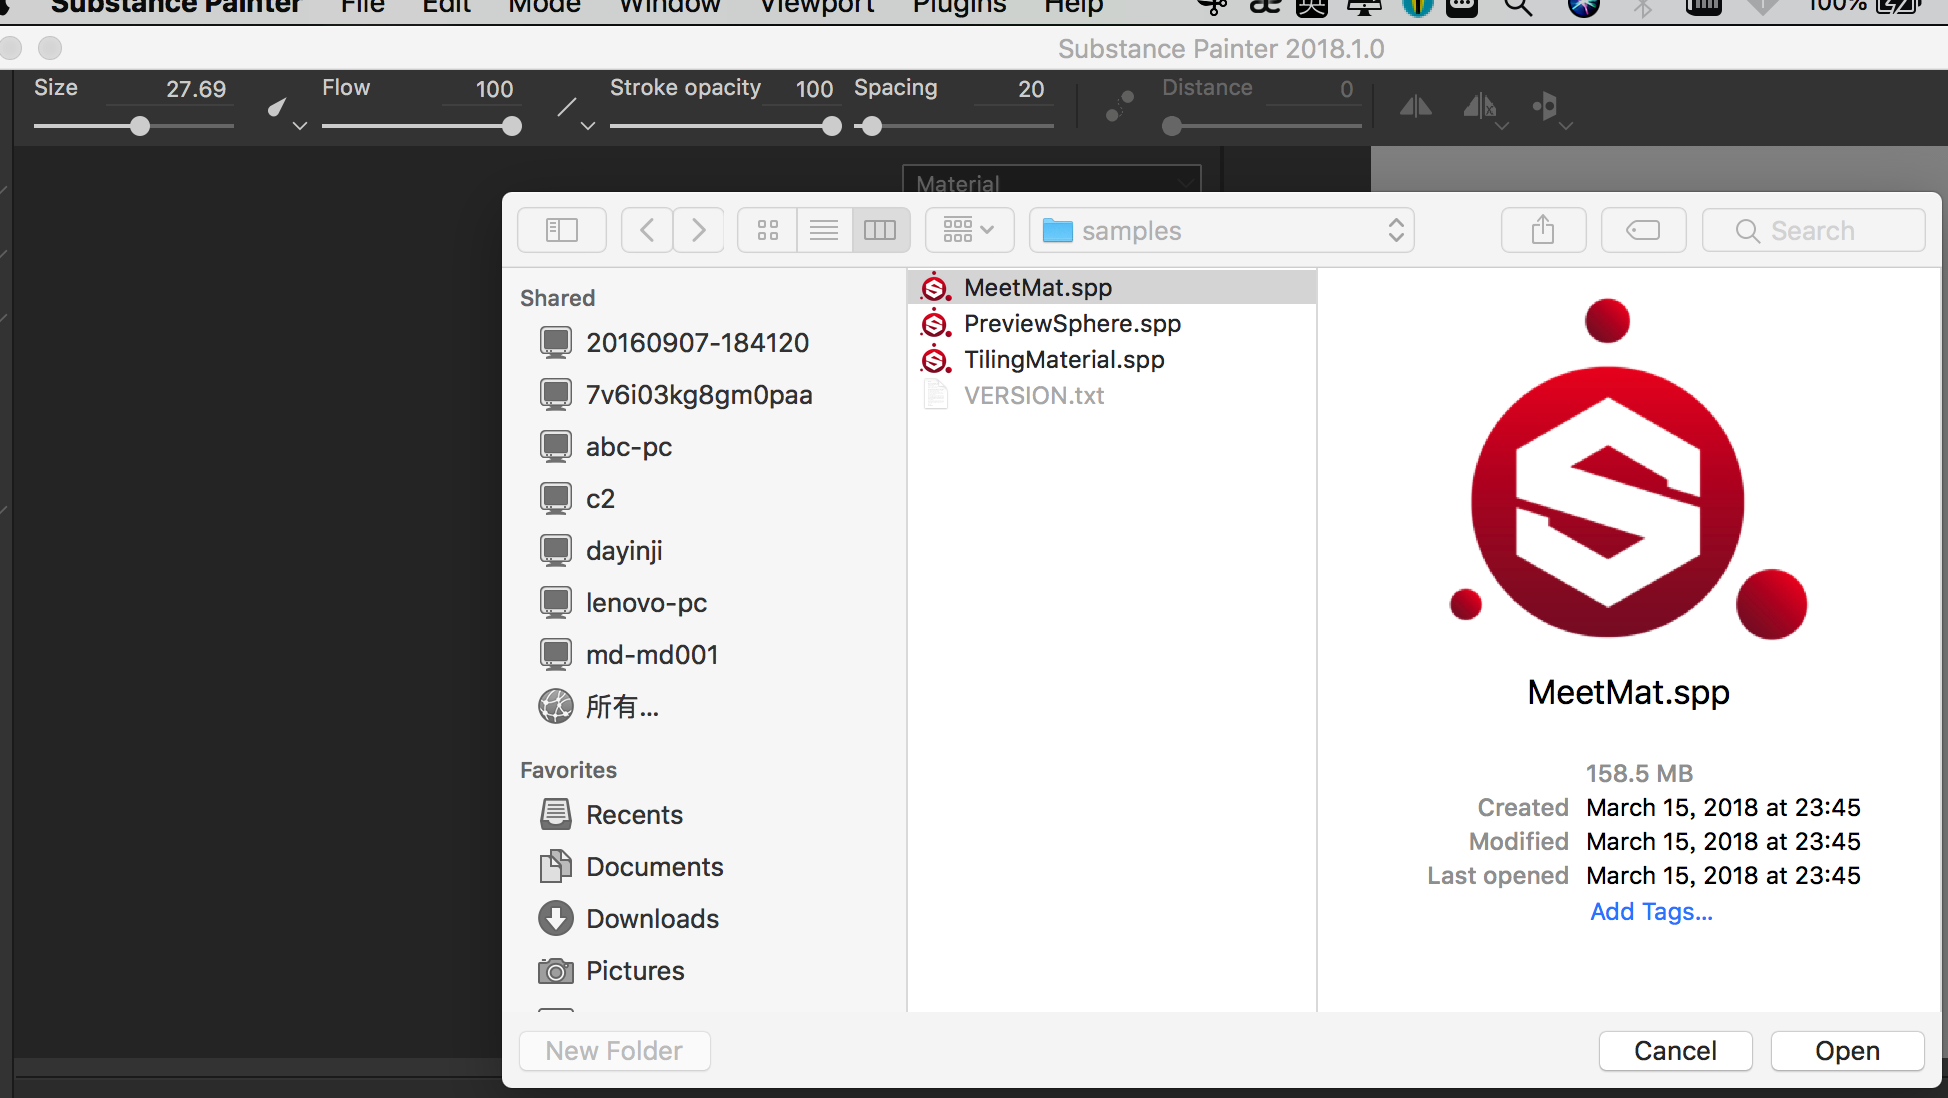 Substance Painter File Edit Mode Window Viewport Plugins Help 100%
Substance Painter 2018.1.0
Size 27.69 Flow 100 Stroke opacity 100 Spacing 20 Distance 0
Material
samples Search
Shared
20160907-184120
7v6i03kg8gm0paa
abc-pc
c2
dayinji
lenovo-pc
md-md001
所有...
Favorites
Recents
Documents
Downloads
Pictures
MeetMat.spp
PreviewSphere.spp
TilingMaterial.spp
VERSION.txt
MeetMat.spp
158.5 MB
Created March 15, 2018 at 23:45
Modified March 15, 2018 at 23:45
Last opened March 15, 2018 at 23:45
Add Tags...
New Folder Cancel Open